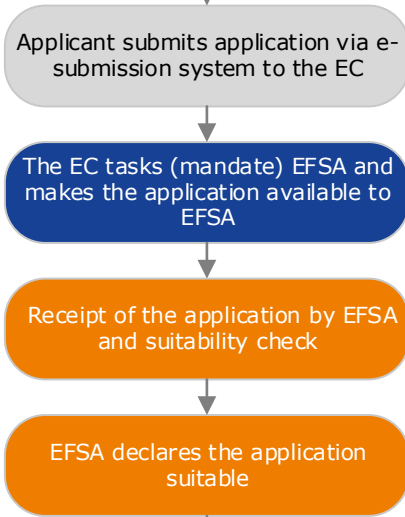 Applicant submits application via e-
submission system to the EC
The EC tasks (mandate) EFSA and
makes the application available to
EFSA
Receipt of the application by EFSA
and suitability check
EFSA declares the application
suitable